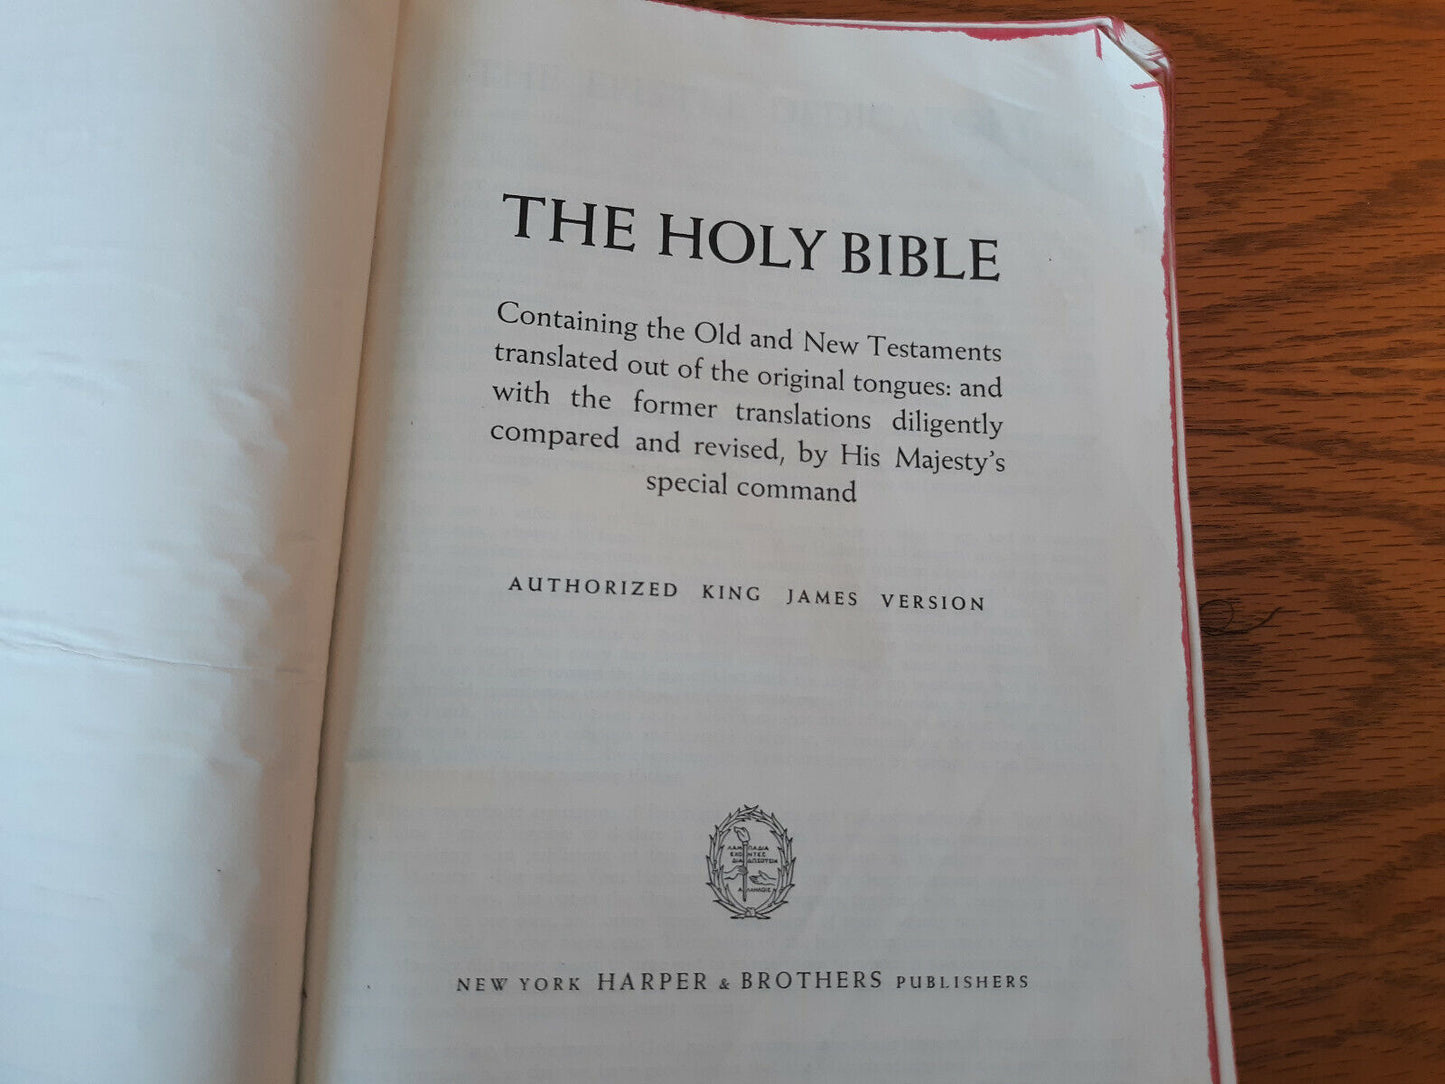 THE HOLY BIBLE
Containing the Old and New Testaments
translated out of the original tongues: and
with the former translations diligently
compared and revised, by His Majesty's
special command
AUTHORIZED KING JAMES VERSION
ΛΑΜΠΑΔΙΑ
ΕΧΟΝΤΕΣ
NEW YORK HARPER & BROTHERS PUBLISHERS